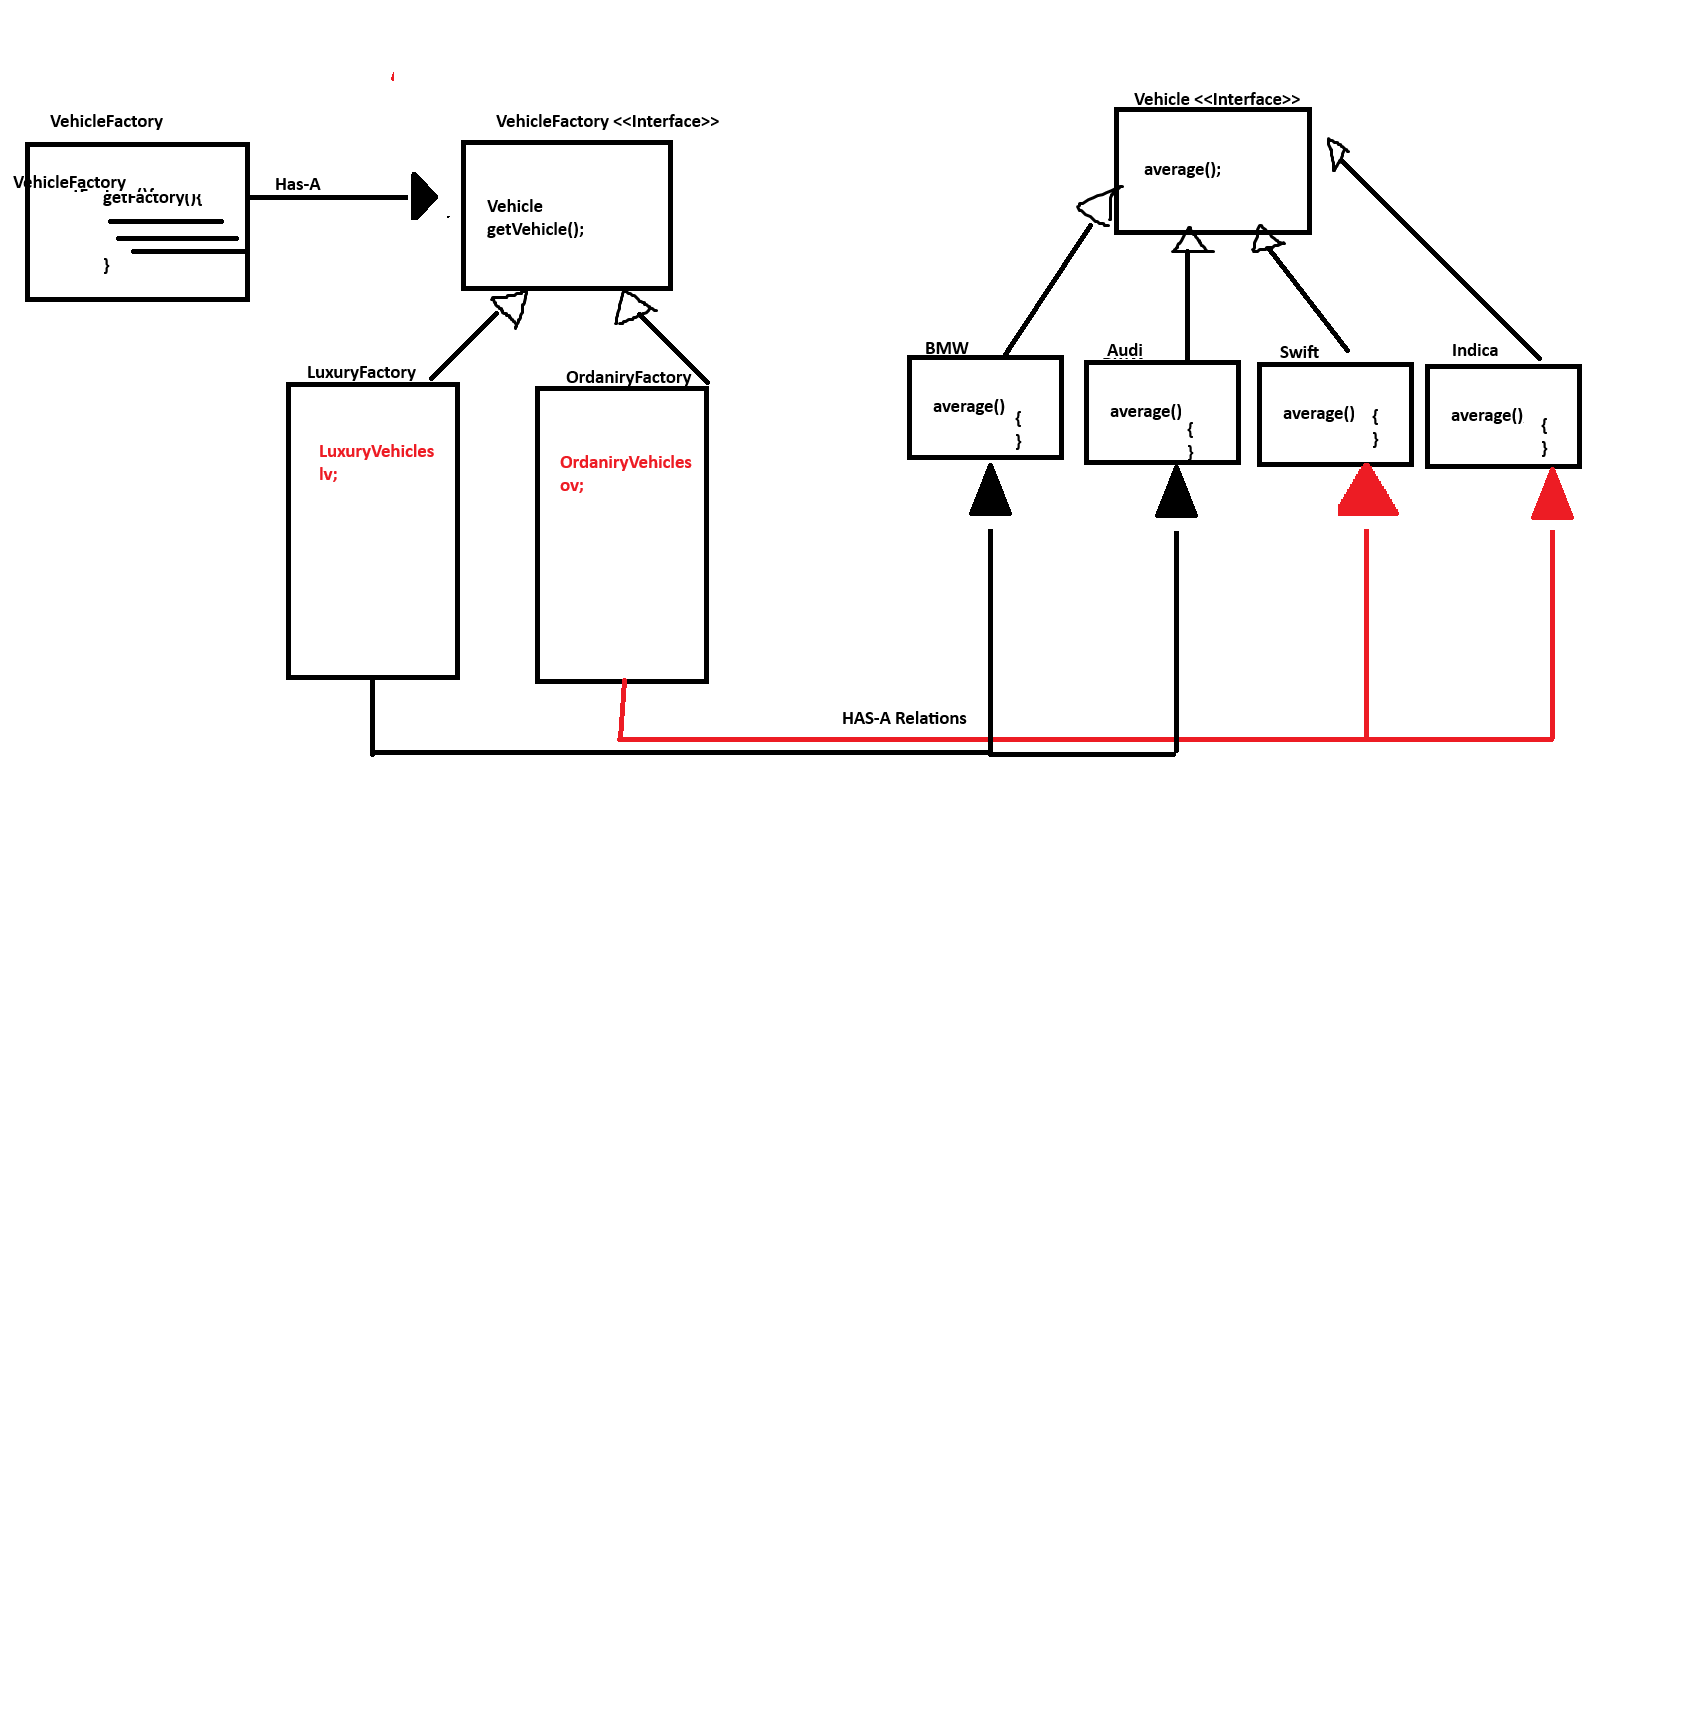 VehicleFactory
VehicleFactory
getFactory(){
}
Has-A
VehicleFactory <<Interface>>
Vehicle
getVehicle();
LuxuryFactory
LuxuryVehicles
lv;
OrdaniryFactory
OrdaniryVehicles
ov;
Vehicle <<Interface>>
average();
BMW
average()
{
}
Audi
average()
{
}
Swift
average()
{
}
Indica
average()
{
}
HAS-A Relations